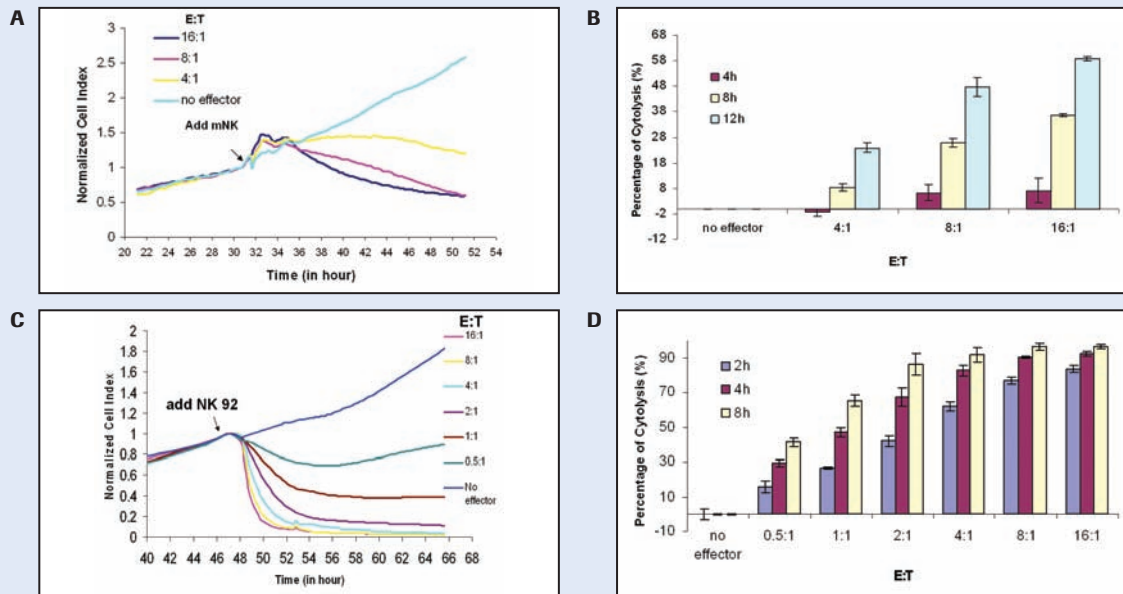 A
Normalized Cell Index
3
2.5
2
1.5
1
0.5
0
E:T
16:1
8:1
4:1
no effector
Add mNK
20 22 24 26 28 30 32 34 36 38 40 42 44 46 48 50 52 54
Time (in hour)
B
Percentage of Cytolysis (%)
68
58
48
38
28
18
8
-2
-12
4h
8h
12h
no effector 4:1 8:1 16:1
E:T
C
Normalized Cell Index
2
1.8
1.6
1.4
1.2
1
0.8
0.6
0.4
0.2
0
add NK 92
E:T
16:1
8:1
4:1
2:1
1:1
0.5:1
No
effector
40 42 44 46 48 50 52 54 56 58 60 62 64 66 68
Time (in hour)
D
Percentage of Cytolysis (%)
90
70
50
30
10
-10
2h
4h
8h
no
effector
0.5:1 1:1 2:1 4:1 8:1 16:1
E:T